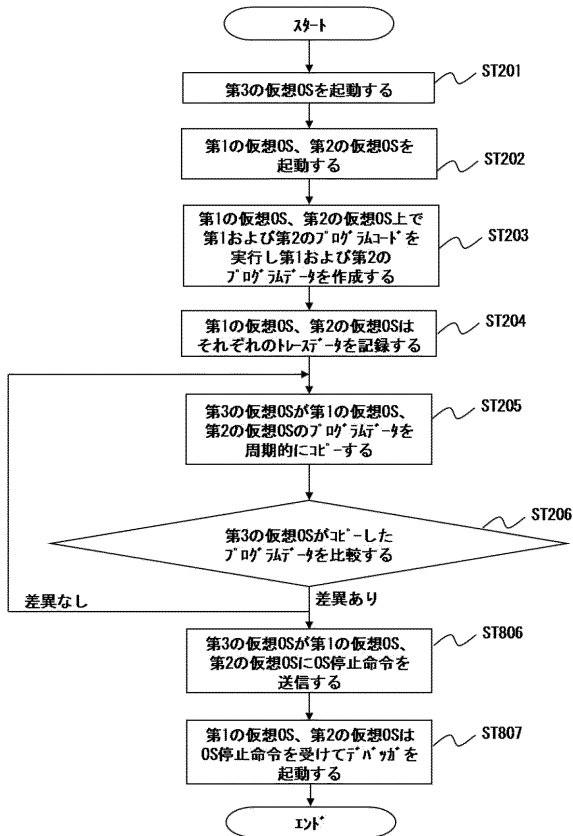 ｽﾀｰﾄ
第3の仮想OSを起動する
ST201
第1の仮想OS、第2の仮想OSを
起動する
ST202
第1の仮想OS、第2の仮想OS上で
第1および第2のﾌﾟﾛｸﾞﾗﾑｺｰﾄﾞを
実行し第1および第2の
ﾌﾟﾛｸﾞﾗﾑﾃﾞｰﾀを作成する
ST203
第1の仮想OS、第2の仮想OSは
それぞれのﾄﾚｰｽﾃﾞｰﾀを記録する
ST204
第3の仮想OSが第1の仮想OS、
第2の仮想OSのﾌﾟﾛｸﾞﾗﾑﾃﾞｰﾀを
周期的にｺﾋﾟｰする
ST205
第3の仮想OSがｺﾋﾟｰした
ﾌﾟﾛｸﾞﾗﾑﾃﾞｰﾀを比較する
ST206
差異なし
差異あり
第3の仮想OSが第1の仮想OS、
第2の仮想OSにOS停止命令を
送信する
ST806
第1の仮想OS、第2の仮想OSは
OS停止命令を受けてﾃﾞﾊﾞｯｶﾞを
起動する
ST807
ｴﾝﾄﾞ